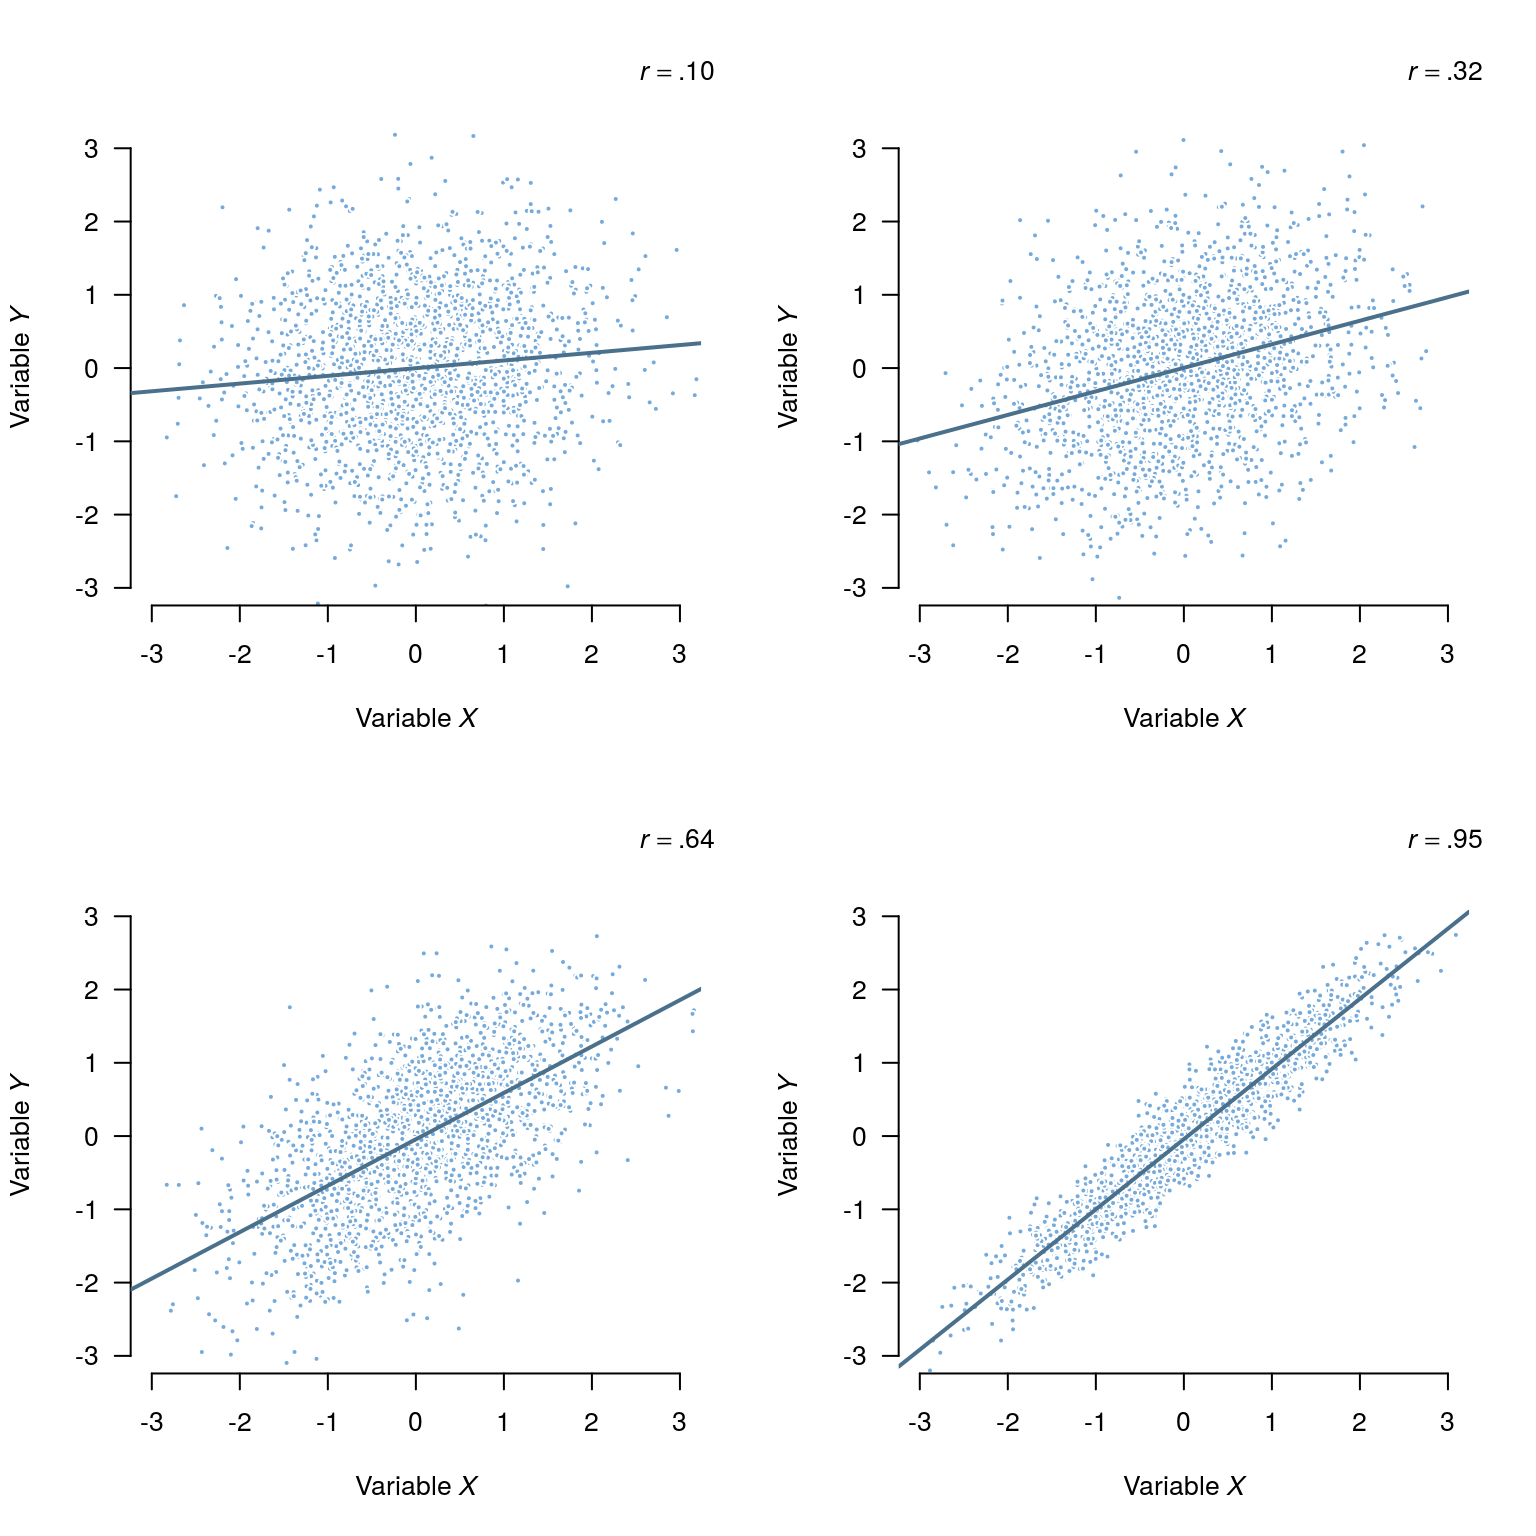 r = .10
3
2
1
0
-1
-2
-3
Variable Y
-3 -2 -1 0 1 2 3
Variable X
r = .32
3
2
1
0
-1
-2
-3
Variable Y
-3 -2 -1 0 1 2 3
Variable X
r = .64
3
2
1
0
-1
-2
-3
Variable Y
-3 -2 -1 0 1 2 3
Variable X
r = .95
3
2
1
0
-1
-2
-3
Variable Y
-3 -2 -1 0 1 2 3
Variable X